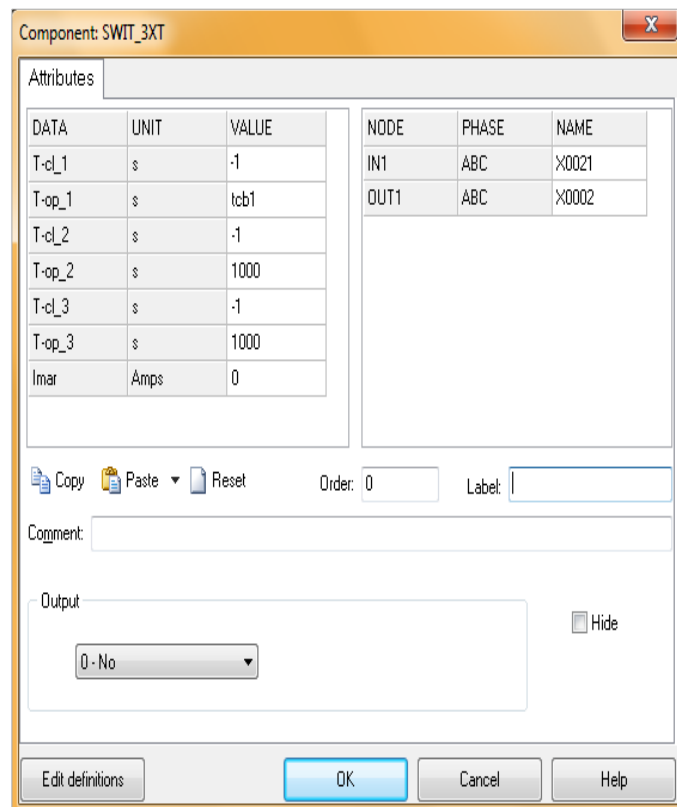 Component: SWIT_3XT
X
Attributes
DATA UNIT VALUE
T-cl_1 s -1
T-op_1 s tcb1
T-cl_2 s -1
T-op_2 s 1000
T-cl_3 s -1
T-op_3 s 1000
Imar Amps 0
NODE PHASE NAME
IN1 ABC X0021
OUT1 ABC X0002
Copy Paste Reset Order: 0 Label:
Comment:
Output
0 - No
Hide
Edit definitions OK Cancel Help